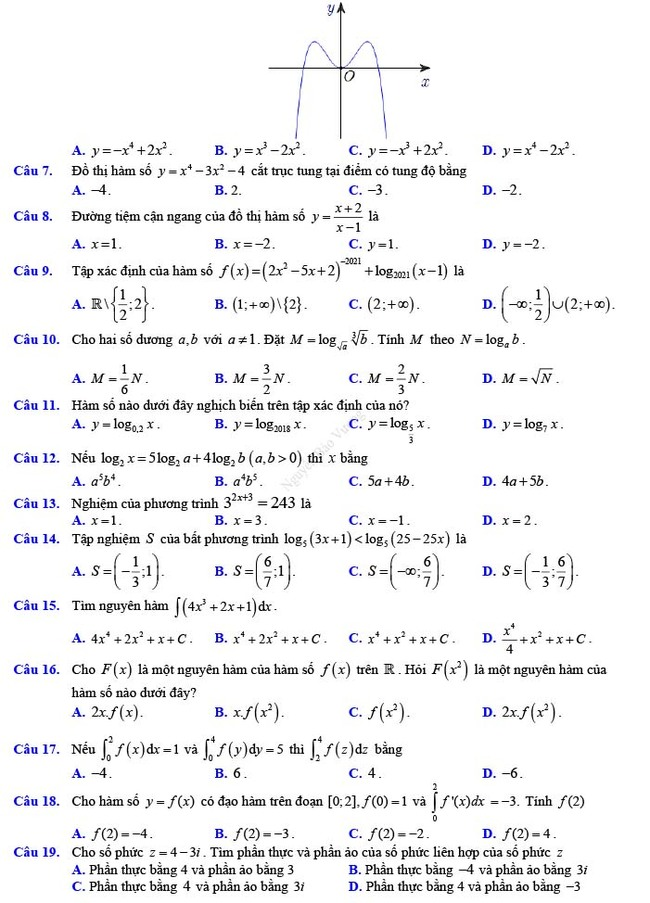 y
O
x
A. y = −x⁴ + 2x². B. y = x³ − 2x². C. y = −x³ + 2x². D. y = x⁴ − 2x².
Câu 7. Đồ thị hàm số y = x⁴ − 3x² − 4 cắt trục tung tại điểm có tung độ bằng
A. −4. B. 2. C. −3. D. −2.
Câu 8. Đường tiệm cận ngang của đồ thị hàm số y = (x+2)/(x−1) là
A. x = 1. B. x = −2. C. y = 1. D. y = −2.
Câu 9. Tập xác định của hàm số f(x) = (2x² − 5x + 2)⁻²⁰²¹ + log₂₀₂₁(x−1) là
A. ℝ\{1/2; 2}. B. (1; +∞)\{2}. C. (2; +∞). D. (−∞; 1/2) ∪ (2; +∞).
Câu 10. Cho hai số dương a, b với a ≠ 1. Đặt M = log_√a ∛b. Tính M theo N = logₐ b.
A. M = 1/6 N. B. M = 3/2 N. C. M = 2/3 N. D. M = √N.
Câu 11. Hàm số nào dưới đây nghịch biến trên tập xác định của nó?
A. y = log₀,₂ x. B. y = log₂₀₁₈ x. C. y = log_(5/3) x. D. y = log₇ x.
Câu 12. Nếu log₂ x = 5log₂ a + 4log₂ b (a, b > 0) thì x bằng
A. a⁵b⁴. B. a⁴b⁵. C. 5a + 4b. D. 4a + 5b.
Câu 13. Nghiệm của phương trình 3²ˣ⁺³ = 243 là
A. x = 1. B. x = 3. C. x = −1. D. x = 2.
Câu 14. Tập nghiệm S của bất phương trình log₅(3x+1) < log₅(25−25x) là
A. S = (−1/3; 1). B. S = (6/7; 1). C. S = (−∞; 6/7). D. S = (−1/3; 6/7).
Câu 15. Tìm nguyên hàm ∫(4x³ + 2x + 1)dx.
A. 4x⁴ + 2x² + x + C. B. x⁴ + 2x² + x + C. C. x⁴ + x² + x + C. D. x⁴/4 + x² + x + C.
Câu 16. Cho F(x) là một nguyên hàm của hàm số f(x) trên ℝ. Hỏi F(x²) là một nguyên hàm của
hàm số nào dưới đây?
A. 2x.f(x). B. x.f(x²). C. f(x²). D. 2x.f(x²).
Câu 17. Nếu ∫₀² f(x)dx = 1 và ∫₀⁴ f(y)dy = 5 thì ∫₂⁴ f(z)dz bằng
A. −4. B. 6. C. 4. D. −6.
Câu 18. Cho hàm số y = f(x) có đạo hàm trên đoạn [0; 2], f(0) = 1 và ∫₀² f'(x)dx = −3. Tính f(2)
A. f(2) = −4. B. f(2) = −3. C. f(2) = −2. D. f(2) = 4.
Câu 19. Cho số phức z = 4 − 3i. Tìm phần thực và phần ảo của số phức liên hợp của số phức z
A. Phần thực bằng 4 và phần ảo bằng 3 B. Phần thực bằng −4 và phần ảo bằng 3i
C. Phần thực bằng 4 và phần ảo bằng 3i D. Phần thực bằng 4 và phần ảo bằng −3